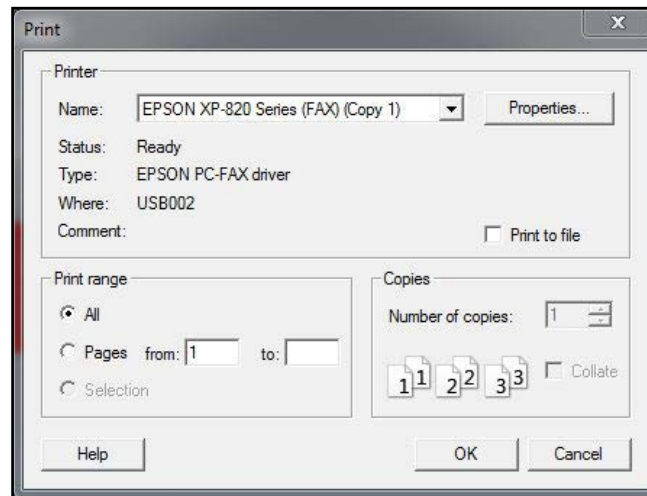 Print
X
Printer
Name: EPSON XP-820 Series (FAX) (Copy 1) Properties...
Status: Ready
Type: EPSON PC-FAX driver
Where: USB002
Comment: Print to file
Print range
All
Pages from: 1 to:
Selection
Copies
Number of copies: 1
1 1 2 2 3 3 Collate
Help OK Cancel